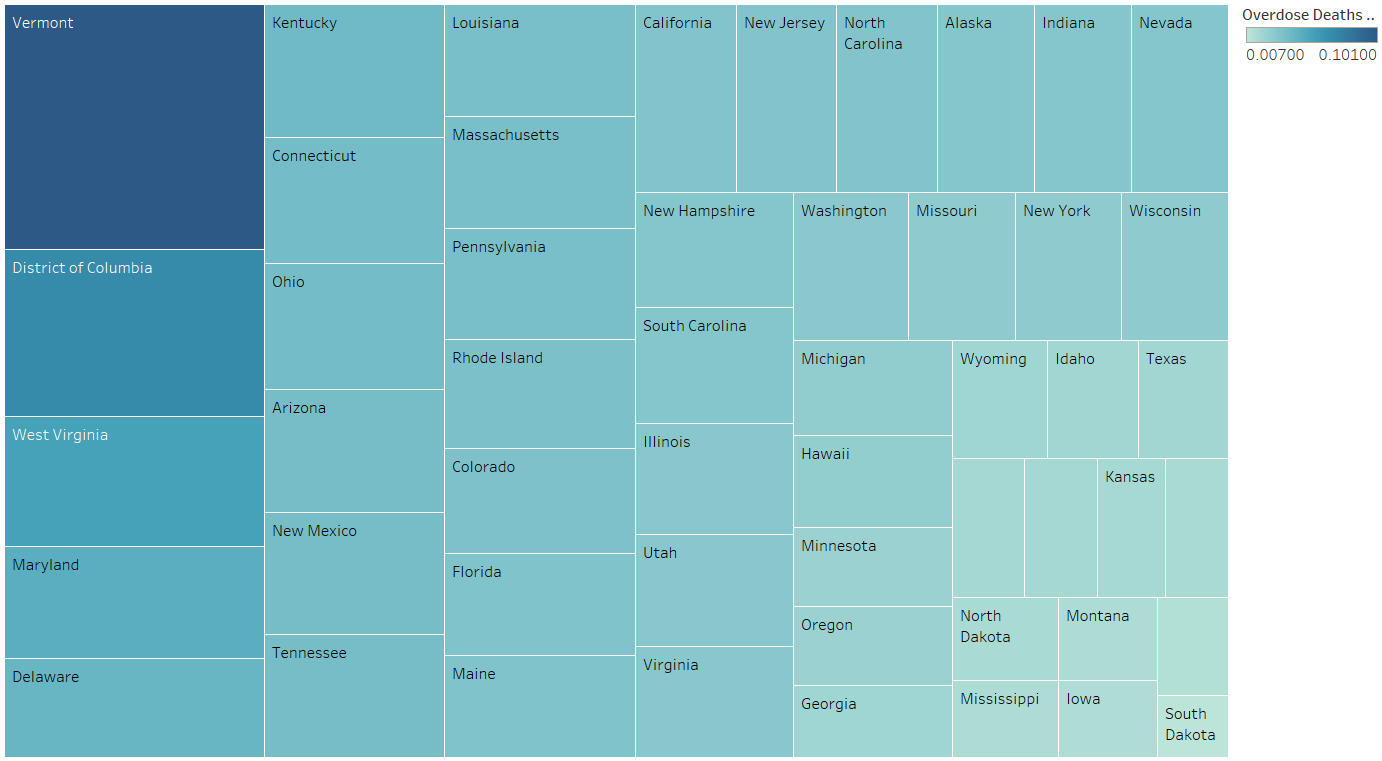 Vermont
Kentucky
Louisiana
California
New Jersey
North
Carolina
Alaska
Indiana
Nevada
Overdose Deaths ..
0.00700
0.10100
Massachusetts
Connecticut
New Hampshire
Washington
Missouri
New York
Wisconsin
Pennsylvania
District of Columbia
Ohio
South Carolina
Rhode Island
Michigan
Wyoming
Idaho
Texas
Arizona
West Virginia
Illinois
Hawaii
Colorado
Kansas
New Mexico
Utah
Minnesota
Maryland
Florida
North
Dakota
Montana
Oregon
Tennessee
Virginia
Maine
Delaware
Georgia
Mississippi
Iowa
South
Dakota